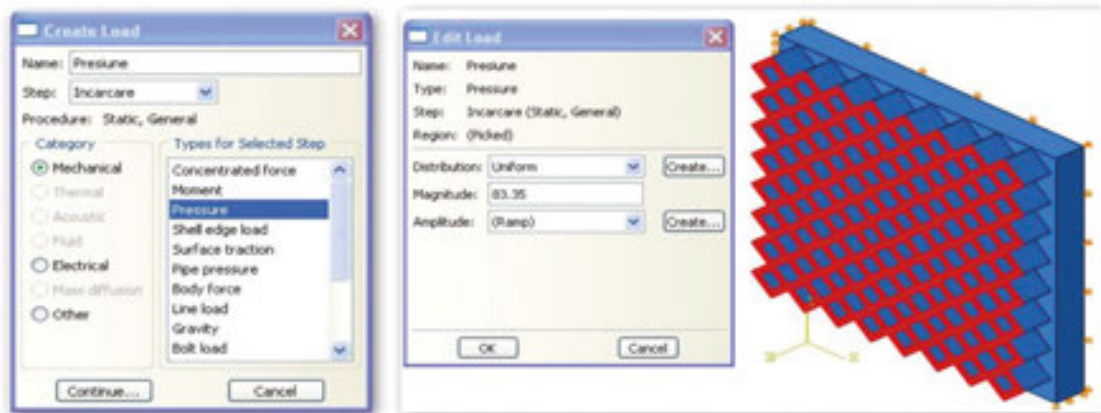 Create Load
Name: Presiune
Step: Incarcare
Procedure: Static, General
Category
Mechanical
Thermal
Acoustic
Fluid
Electrical
Mass diffusion
Other
Types for Selected Step
Concentrated force
Moment
Pressure
Shell edge load
Surface traction
Pipe pressure
Body force
Line load
Gravity
Bolt load
Continue...
Cancel
Edit Load
Name: Presiune
Type: Pressure
Step: Incarcare (Static, General)
Region: (Picked)
Distribution: Uniform Create...
Magnitude: 83.35
Amplitude: (Ramp) Create...
OK
Cancel